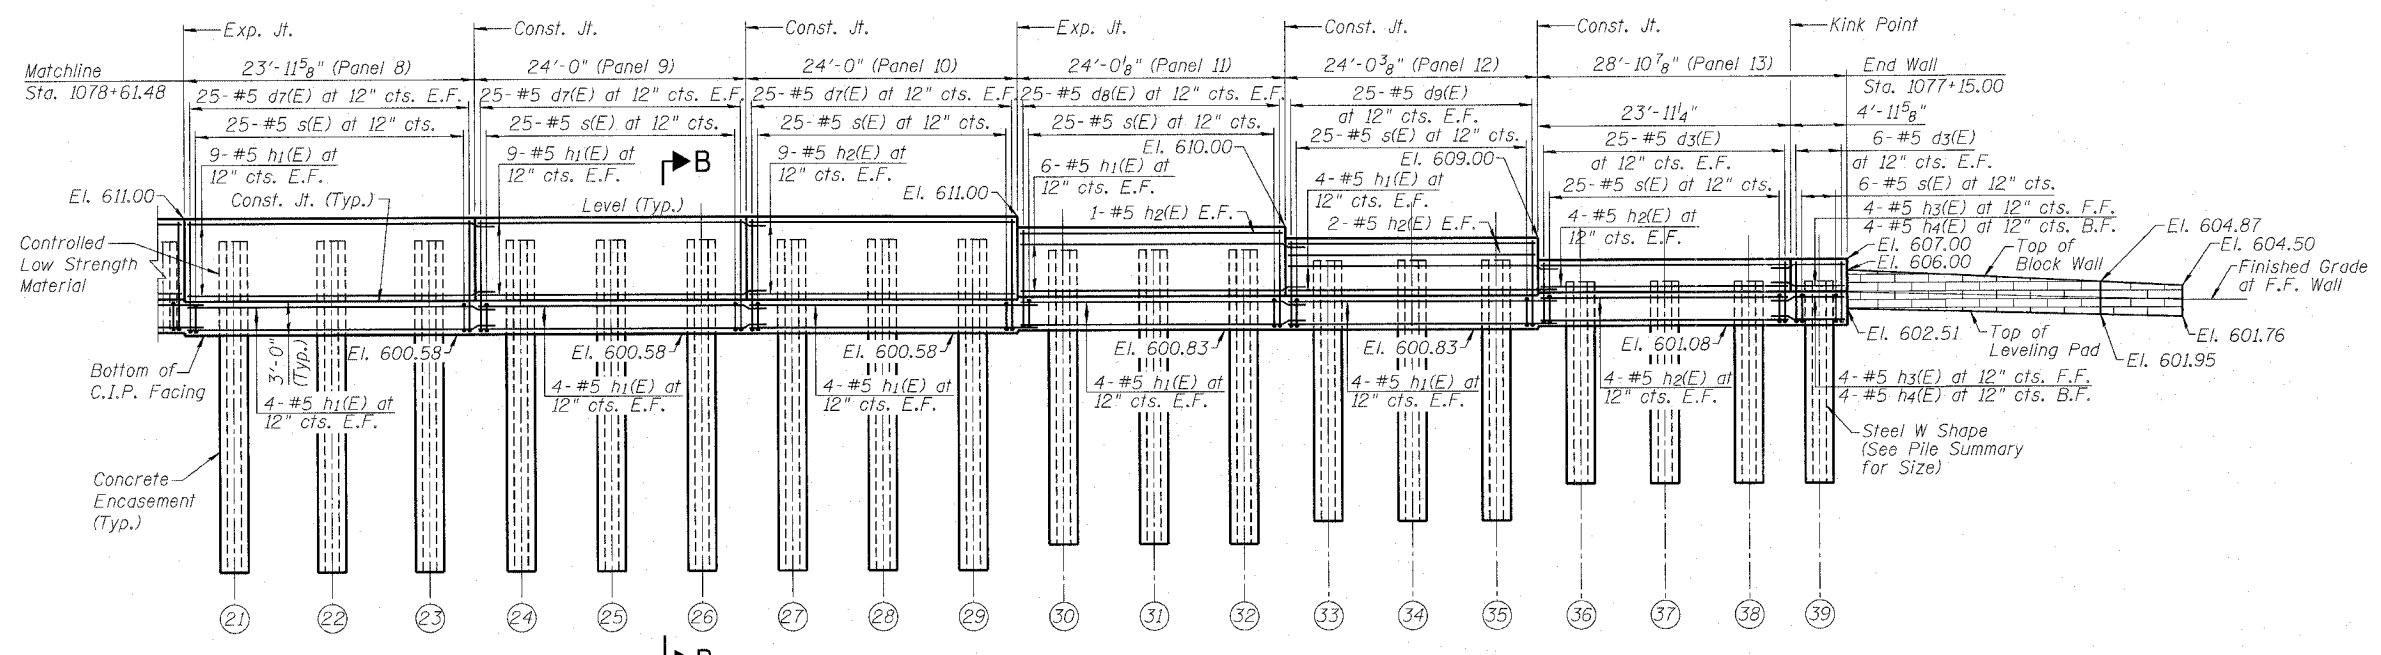 Exp. Jt.
Const. Jt.
Const. Jt.
Exp. Jt.
Const. Jt.
Const. Jt.
Kink Point
Matchline
Sta. 1078+61.48
23'-11 5/8" (Panel 8)
24'-0" (Panel 9)
24'-0" (Panel 10)
24'-0 1/8" (Panel 11)
24'-0 3/8" (Panel 12)
28'-10 7/8" (Panel 13)
End Wall
Sta. 1077+15.00
25-#5 d7(E) at 12" cts. E.F.
25-#5 d7(E) at 12" cts. E.F.
25-#5 d7(E) at 12" cts. E.F.
25-#5 d8(E) at 12" cts. E.F.
25-#5 d9(E)
at 12" cts. E.F.
23'-11 1/4"
4'-11 5/8"
25-#5 s(E) at 12" cts.
25-#5 s(E) at 12" cts.
25-#5 s(E) at 12" cts.
25-#5 s(E) at 12" cts.
25-#5 s(E) at 12" cts.
25-#5 d3(E)
at 12" cts. E.F.
6-#5 d3(E)
at 12" cts. E.F.
9-#5 h1(E) at
12" cts. E.F.
9-#5 h1(E) at
12" cts. E.F.
B
9-#5 h2(E) at
12" cts. E.F.
6-#5 h1(E) at
12" cts. E.F.
El. 610.00
El. 609.00
4-#5 h1(E) at
12" cts. E.F.
25-#5 s(E) at 12" cts.
6-#5 s(E) at 12" cts.
El. 611.00
Const. Jt. (Typ.)
Level (Typ.)
El. 611.00
1-#5 h2(E) E.F.
2-#5 h2(E) E.F.
4-#5 h2(E) at
12" cts. E.F.
4-#5 h3(E) at 12" cts. F.F.
4-#5 h4(E) at 12" cts. B.F.
El. 607.00
El. 606.00
Top of
Block Wall
El. 604.87
El. 604.50
Finished Grade
at F.F. Wall
Controlled
Low Strength
Material
Bottom of
C.I.P. Facing
3'-0"
(Typ.)
El. 600.58
El. 600.58
El. 600.58
El. 600.83
El. 600.83
El. 601.08
El. 602.51
Top of
Leveling Pad
El. 601.95
El. 601.76
4-#5 h1(E) at
12" cts. E.F.
4-#5 h1(E) at
12" cts. E.F.
4-#5 h1(E) at
12" cts. E.F.
4-#5 h1(E) at
12" cts. E.F.
4-#5 h1(E) at
12" cts. E.F.
4-#5 h2(E) at
12" cts. E.F.
4-#5 h3(E) at 12" cts. F.F.
4-#5 h4(E) at 12" cts. B.F.
Steel W Shape
(See Pile Summary
for Size)
Concrete
Encasement
(Typ.)
21
22
23
24
25
26
27
28
29
30
31
32
33
34
35
36
37
38
39